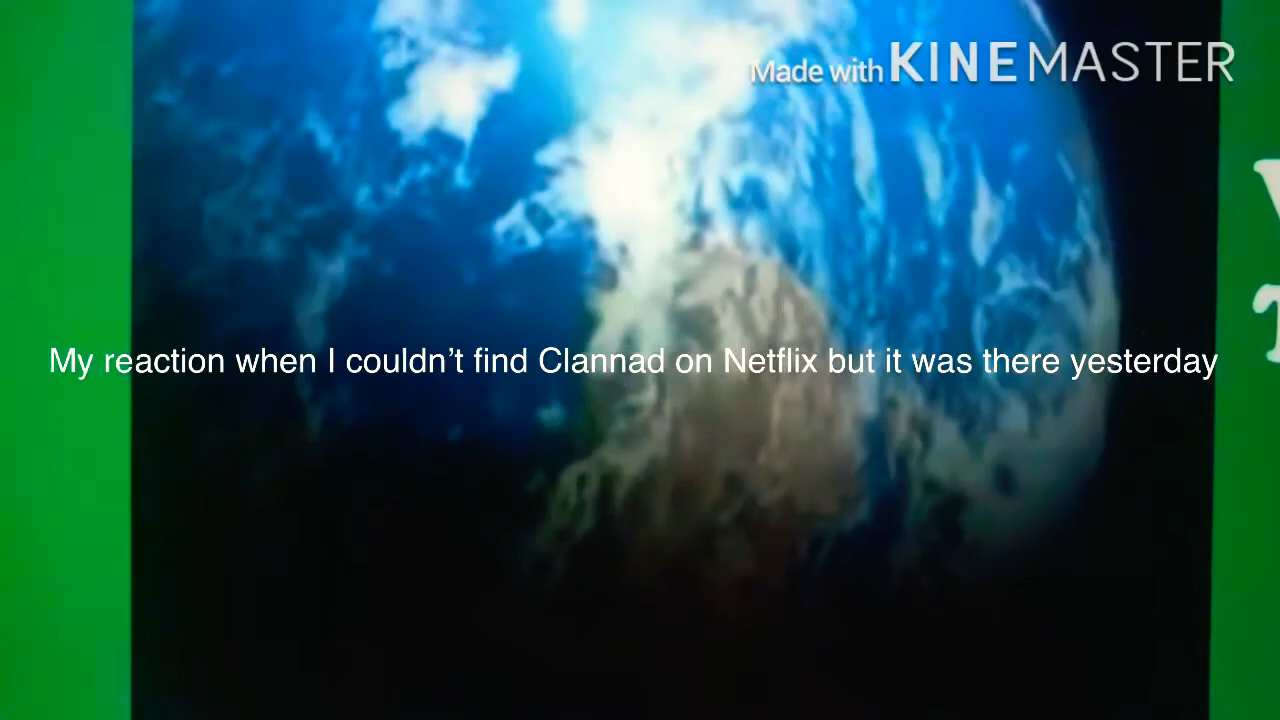 Made with KINEMASTER
My reaction when I couldn’t find Clannad on Netflix but it was there yesterday